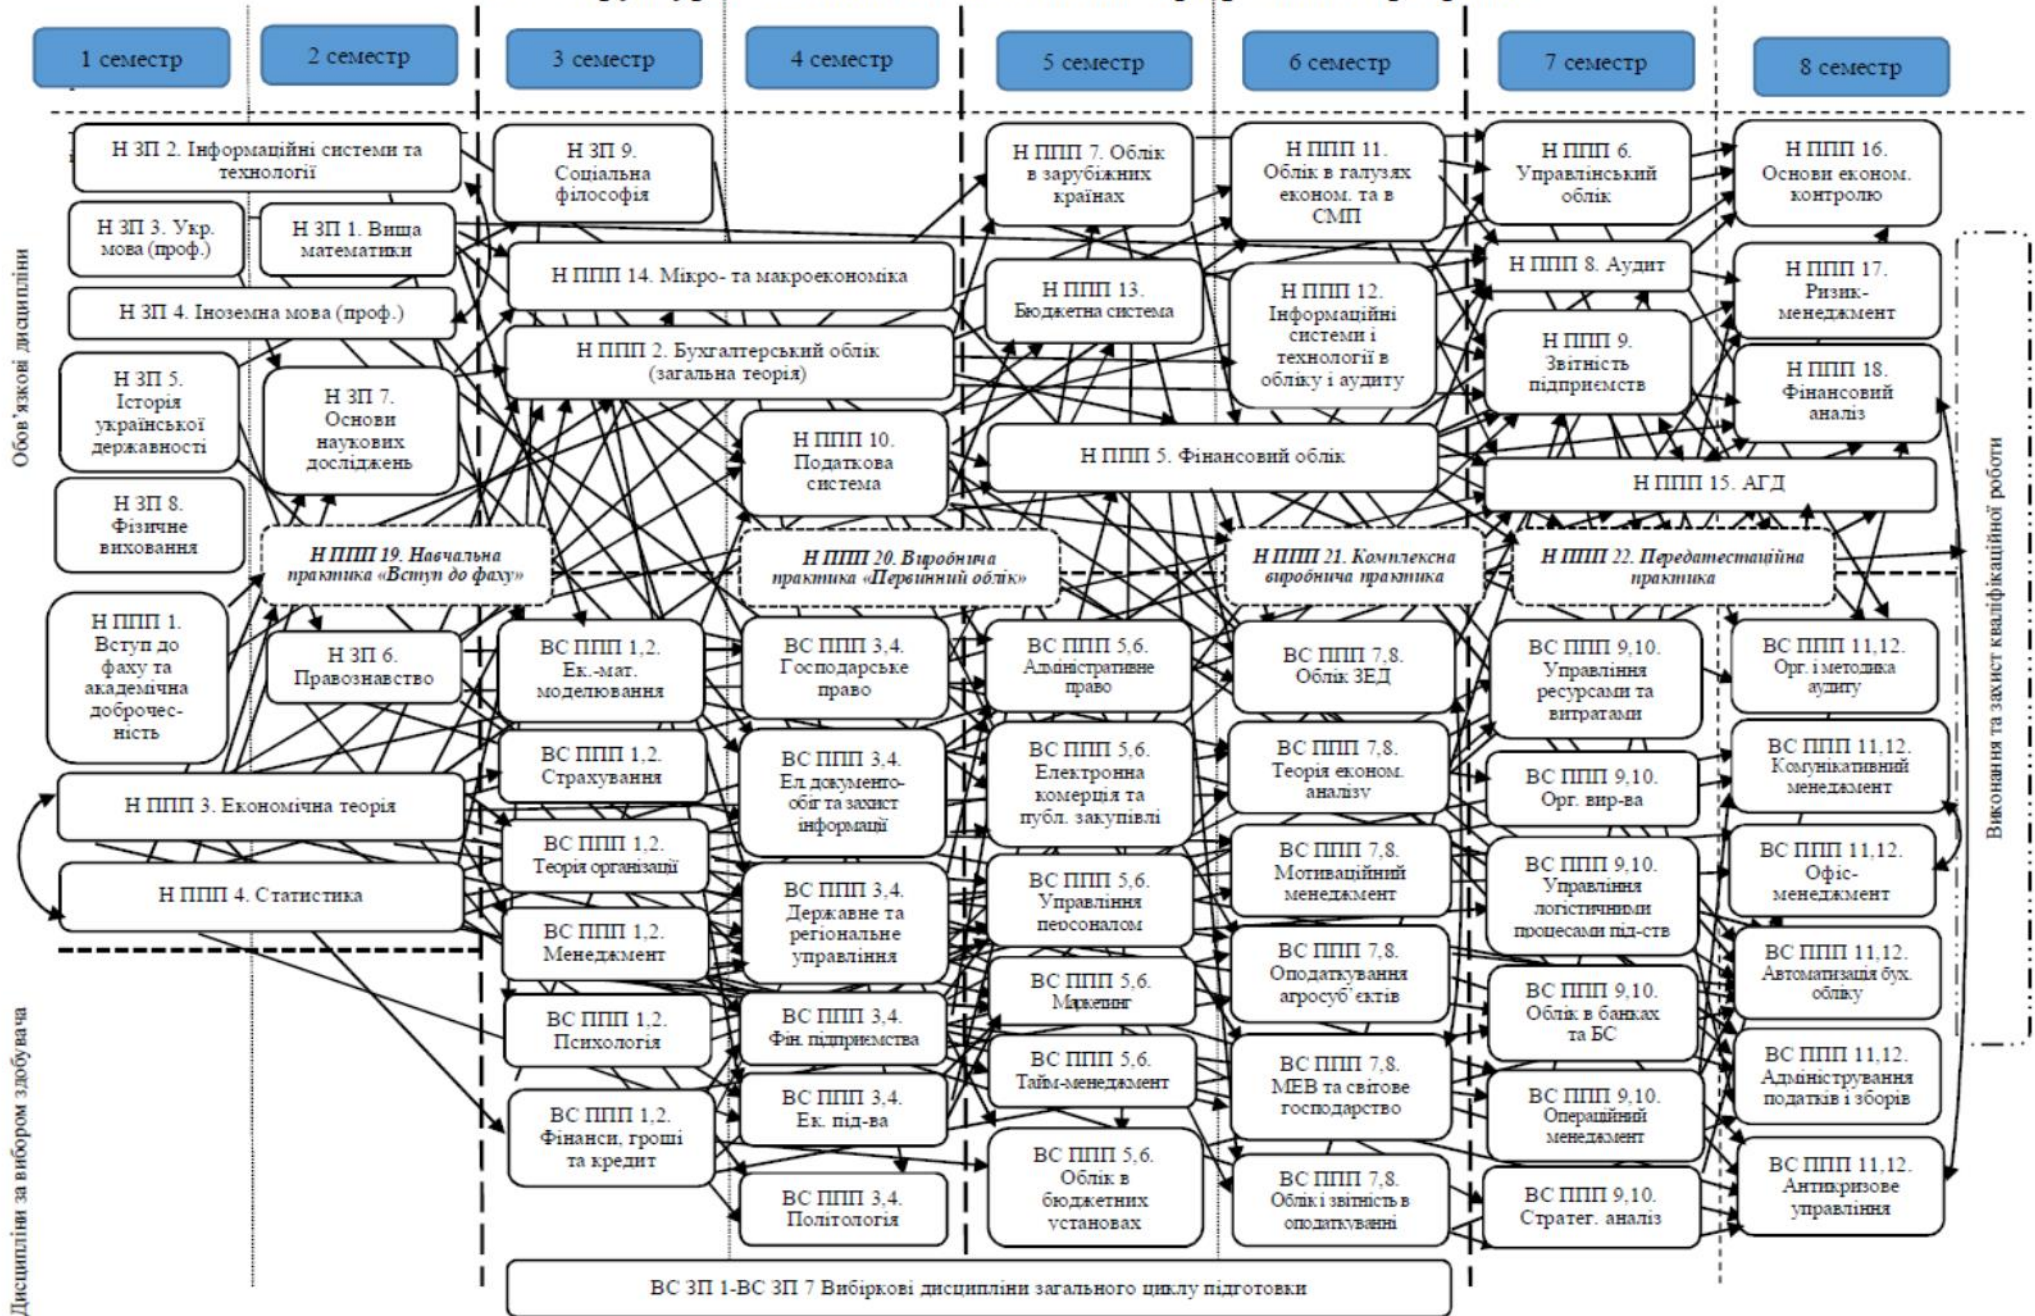 1 семестр
2 семестр
3 семестр
4 семестр
5 семестр
6 семестр
7 семестр
8 семестр
Обов’язкові дисципліни
Н ЗП 2. Інформаційні системи та
технології
Н ЗП 3. Укр.
мова (проф.)
Н ЗП 1. Вища
математики
Н ЗП 4. Іноземна мова (проф.)
Н ЗП 5.
Історія
української
державності
Н ЗП 7.
Основи
наукових
досліджень
Н ЗП 8.
Фізичне
виховання
Н ППП 19. Навчальна
практика «Вступ до фаху»
Н ППП 1.
Вступ до
фаху та
академічна
доброчес-
ність
Н ЗП 6.
Правознавство
Н ППП 3. Економічна теорія
Н ППП 4. Статистика
Н ЗП 9.
Соціальна
філософія
Н ППП 14. Мікро- та макроекономіка
Н ППП 2. Бухгалтерський облік
(загальна теорія)
Н ППП 10.
Податкова
система
Н ППП 20. Виробнича
практика «Первинний облік»
Н ППП 7. Облік
в зарубіжних
країнах
Н ППП 13.
Бюджетна система
Н ППП 11.
Облік в галузях
економ. та в
СМП
Н ППП 12.
Інформаційні
системи і
технології в
обліку і аудиту
Н ППП 5. Фінансовий облік
Н ППП 21. Комплексна
виробнича практика
Н ППП 6.
Управлінський
облік
Н ППП 8. Аудит
Н ППП 9.
Звітність
підприємств
Н ППП 16.
Основи економ.
контролю
Н ППП 17.
Ризик-
менеджмент
Н ППП 18.
Фінансовий
аналіз
Н ППП 15. АГД
Н ППП 22. Передатестаційна
практика
Виконання та захист кваліфікаційної роботи
Дисципліни за вибором здобувача
ВС ППП 1,2.
Ек.-мат.
моделювання
ВС ППП 1,2.
Страхування
ВС ППП 1,2.
Теорія організації
ВС ППП 1,2.
Менеджмент
ВС ППП 1,2.
Психологія
ВС ППП 1,2.
Фінанси, гроші
та кредит
ВС ППП 3,4.
Господарське
право
ВС ППП 3,4.
Ел. документо-
обіг та захист
інформації
ВС ППП 3,4.
Державне та
регіональне
управління
ВС ППП 3,4.
Фін. підприємства
ВС ППП 3,4.
Ек. під-ва
ВС ППП 3,4.
Політологія
ВС ППП 5,6.
Адміністративне
право
ВС ППП 5,6.
Електронна
комерція та
публ. закупівлі
ВС ППП 5,6.
Управління
персоналом
ВС ППП 5,6.
Маркетинг
ВС ППП 5,6.
Тайм-менеджмент
ВС ППП 5,6.
Облік в
бюджетних
установах
ВС ППП 7,8.
Облік ЗЕД
ВС ППП 7,8.
Теорія економ.
аналізу
ВС ППП 7,8.
Мотиваційний
менеджмент
ВС ППП 7,8.
Оподаткування
агросуб’єктів
ВС ППП 7,8.
МЕВ та світове
господарство
ВС ППП 7,8.
Облік і звітність в
оподаткуванні
ВС ППП 9,10.
Управління
ресурсами та
витратами
ВС ППП 9,10.
Орг. вир-ва
ВС ППП 9,10.
Управління
логістичними
процесами під-ств
ВС ППП 9,10.
Облік в банках
та БС
ВС ППП 9,10.
Операційний
менеджмент
ВС ППП 9,10.
Стратег. аналіз
ВС ППП 11,12.
Орг. і методика
аудиту
ВС ППП 11,12.
Комунікативний
менеджмент
ВС ППП 11,12.
Офіс-
менеджмент
ВС ППП 11,12.
Автоматизація бух.
обліку
ВС ППП 11,12.
Адміністрування
податків і зборів
ВС ППП 11,12.
Антикризове
управління
ВС ЗП 1-ВС ЗП 7 Вибіркові дисципліни загального циклу підготовки